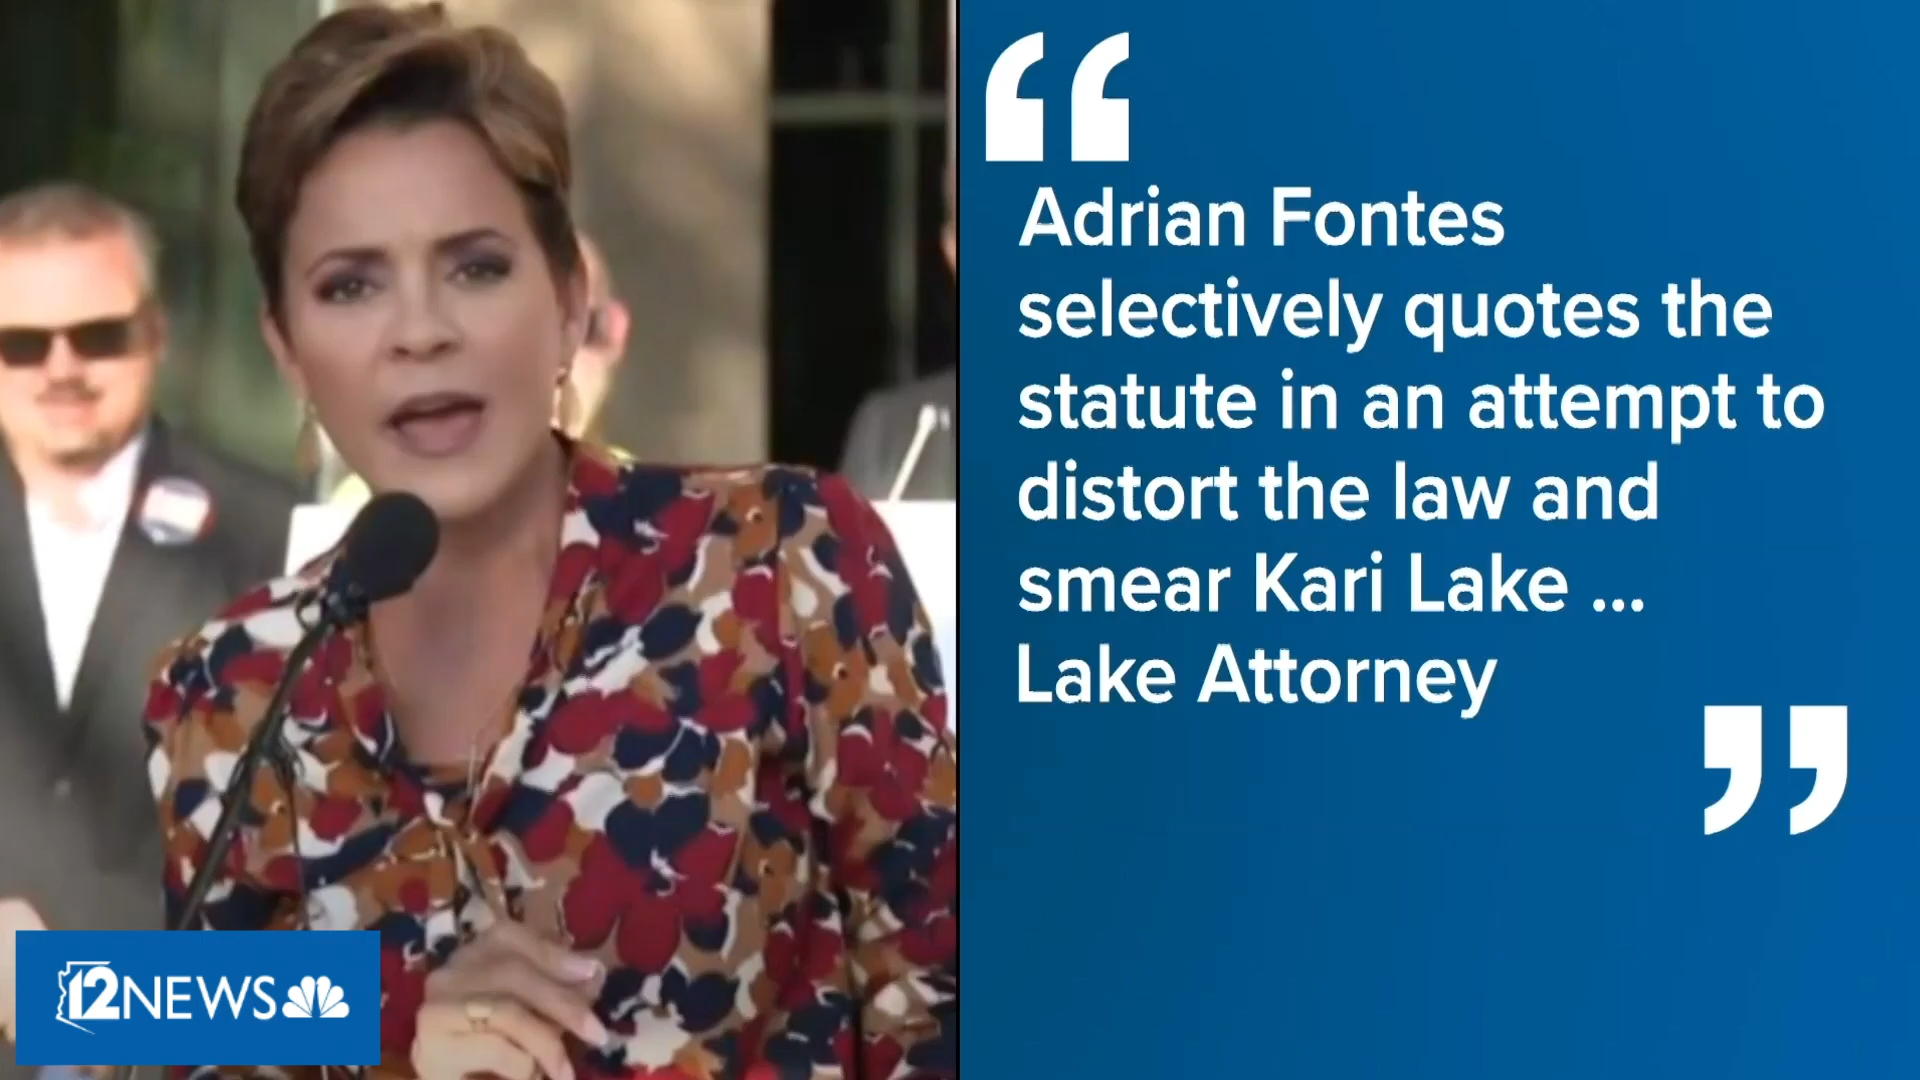 “
Adrian Fontes
selectively quotes the
statute in an attempt to
distort the law and
smear Kari Lake ...
Lake Attorney
”
12NEWS